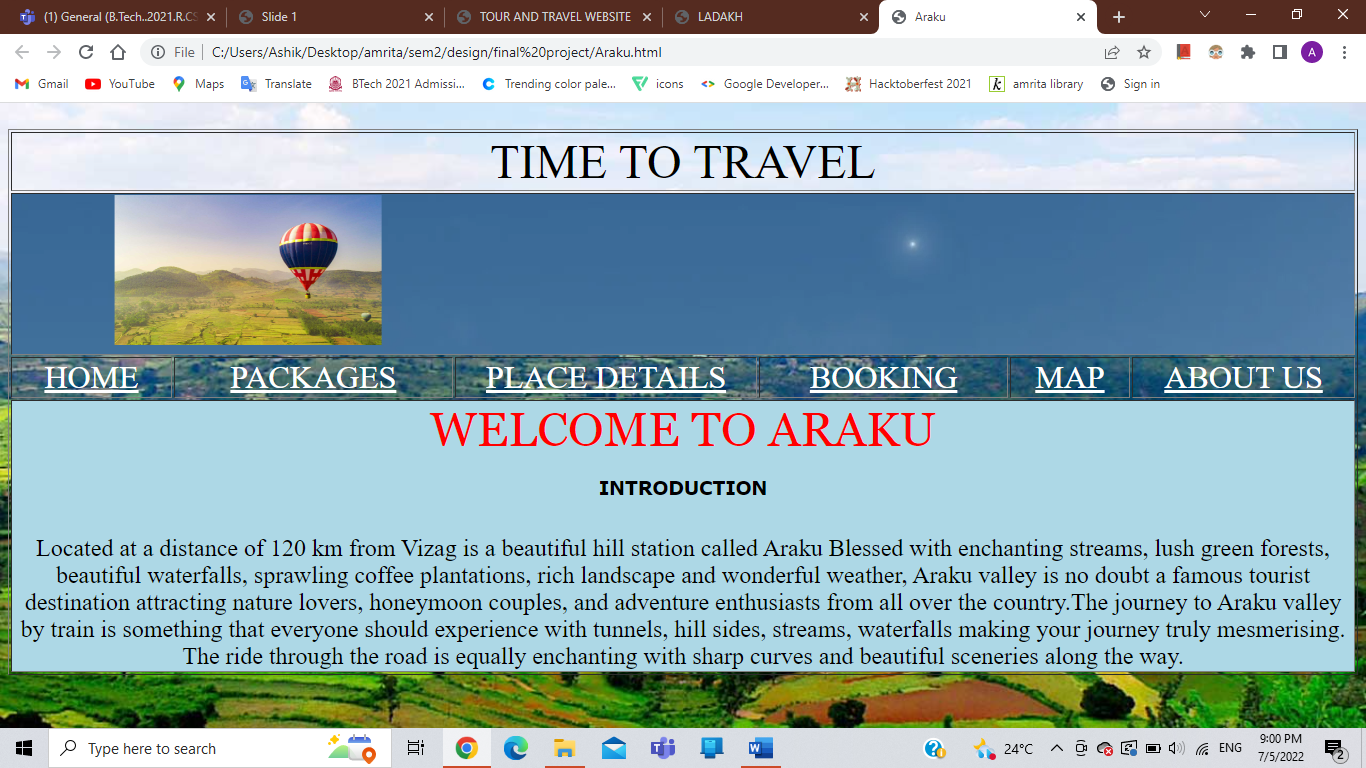 (1) General (B.Tech..2021.R.CS
Slide 1
TOUR AND TRAVEL WEBSITE
LADAKH
Araku
File
C:/Users/Ashik/Desktop/amrita/sem2/design/final%20project/Araku.html
A
Gmail
YouTube
Maps
Translate
BTech 2021 Admissi...
Trending color pale...
icons
Google Developer...
Hacktoberfest 2021
k
amrita library
Sign in
TIME TO TRAVEL
HOME
PACKAGES
PLACE DETAILS
BOOKING
MAP
ABOUT US
WELCOME TO ARAKU
INTRODUCTION
Located at a distance of 120 km from Vizag is a beautiful hill station called Araku Blessed with enchanting streams, lush green forests,
beautiful waterfalls, sprawling coffee plantations, rich landscape and wonderful weather, Araku valley is no doubt a famous tourist
destination attracting nature lovers, honeymoon couples, and adventure enthusiasts from all over the country.The journey to Araku valley
by train is something that everyone should experience with tunnels, hill sides, streams, waterfalls making your journey truly mesmerising.
The ride through the road is equally enchanting with sharp curves and beautiful sceneries along the way.
Type here to search
24°C
ENG
9:00 PM
7/5/2022
2